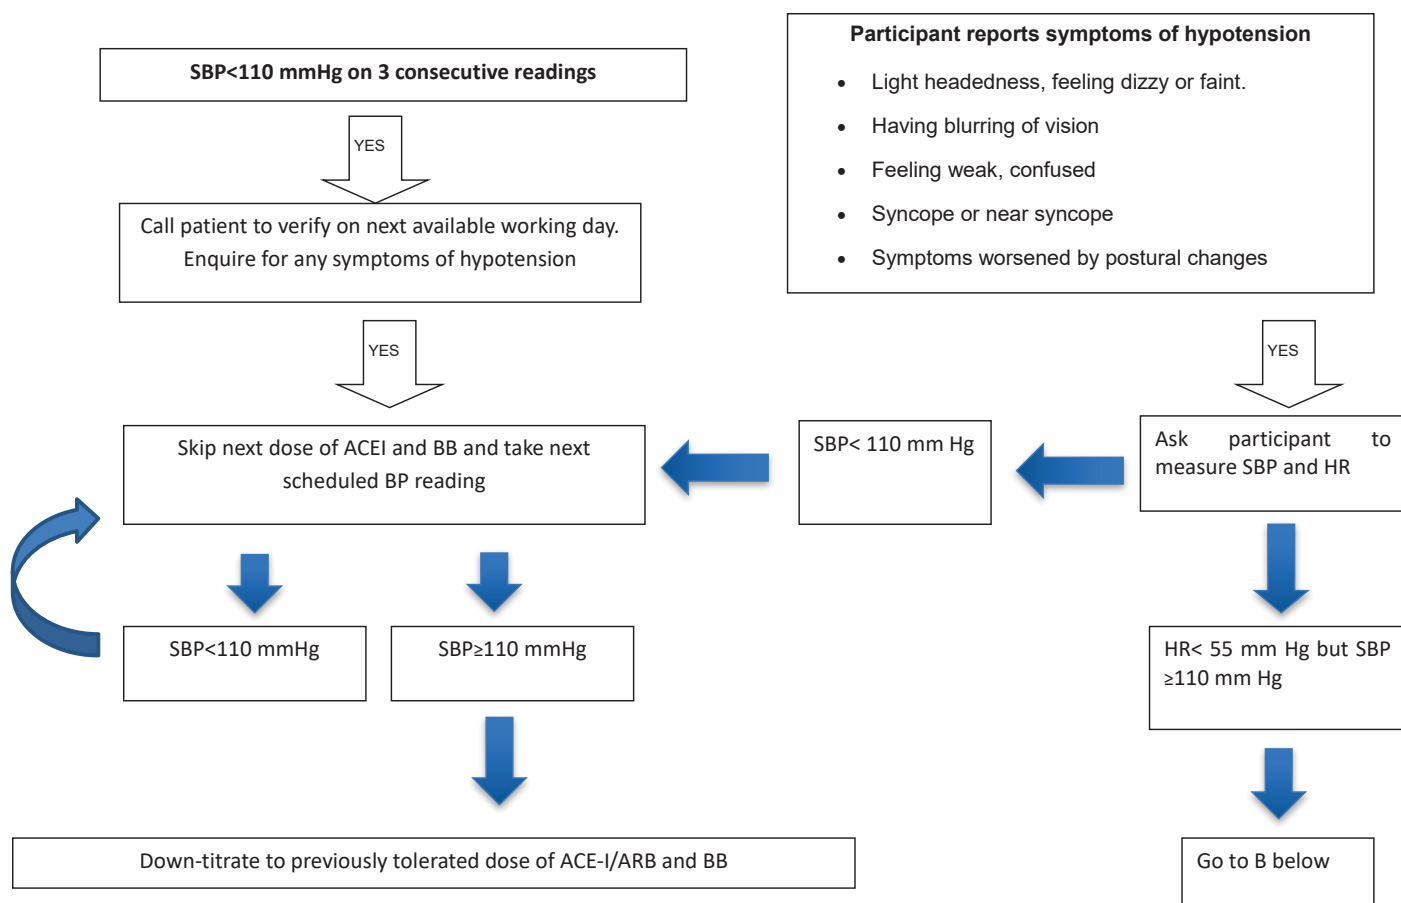 SBP<110 mmHg on 3 consecutive readings
YES
Call patient to verify on next available working day.
Enquire for any symptoms of hypotension
YES
Skip next dose of ACEI and BB and take next
scheduled BP reading
SBP<110 mmHg
SBP≥110 mmHg
Down-titrate to previously tolerated dose of ACE-I/ARB and BB
Participant reports symptoms of hypotension
• Light headedness, feeling dizzy or faint.
• Having blurring of vision
• Feeling weak, confused
• Syncope or near syncope
• Symptoms worsened by postural changes
YES
Ask participant to
measure SBP and HR
SBP< 110 mm Hg
HR< 55 mm Hg but SBP
≥110 mm Hg
Go to B below